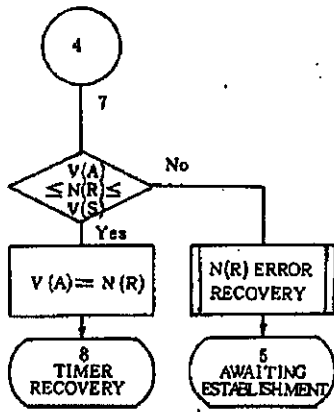 4
7
V(A)
≤ N(R) ≤
V(S)
No
Yes
V(A)= N(R)
N(R) ERROR
RECOVERY
8
TIMER
RECOVERY
5
AWAITING
ESTABLISHMENT